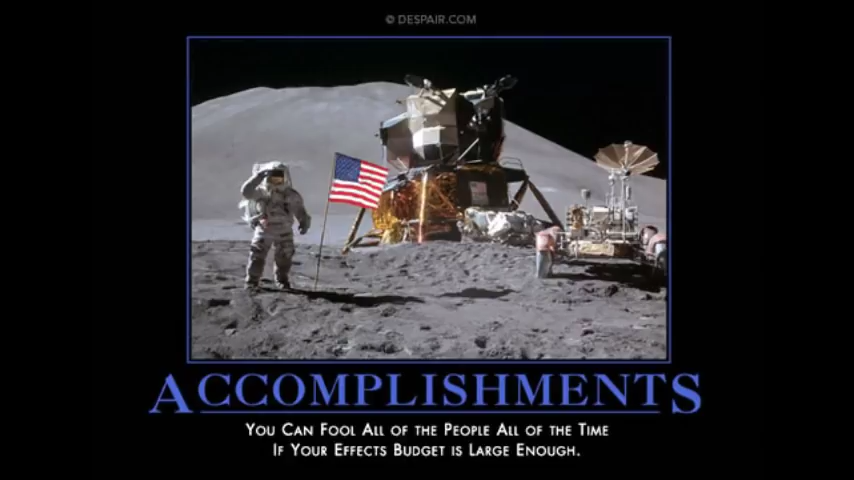 © DESPAIR.COM
ACCOMPLISHMENTS
YOU CAN FOOL ALL OF THE PEOPLE ALL OF THE TIME
IF YOUR EFFECTS BUDGET IS LARGE ENOUGH.